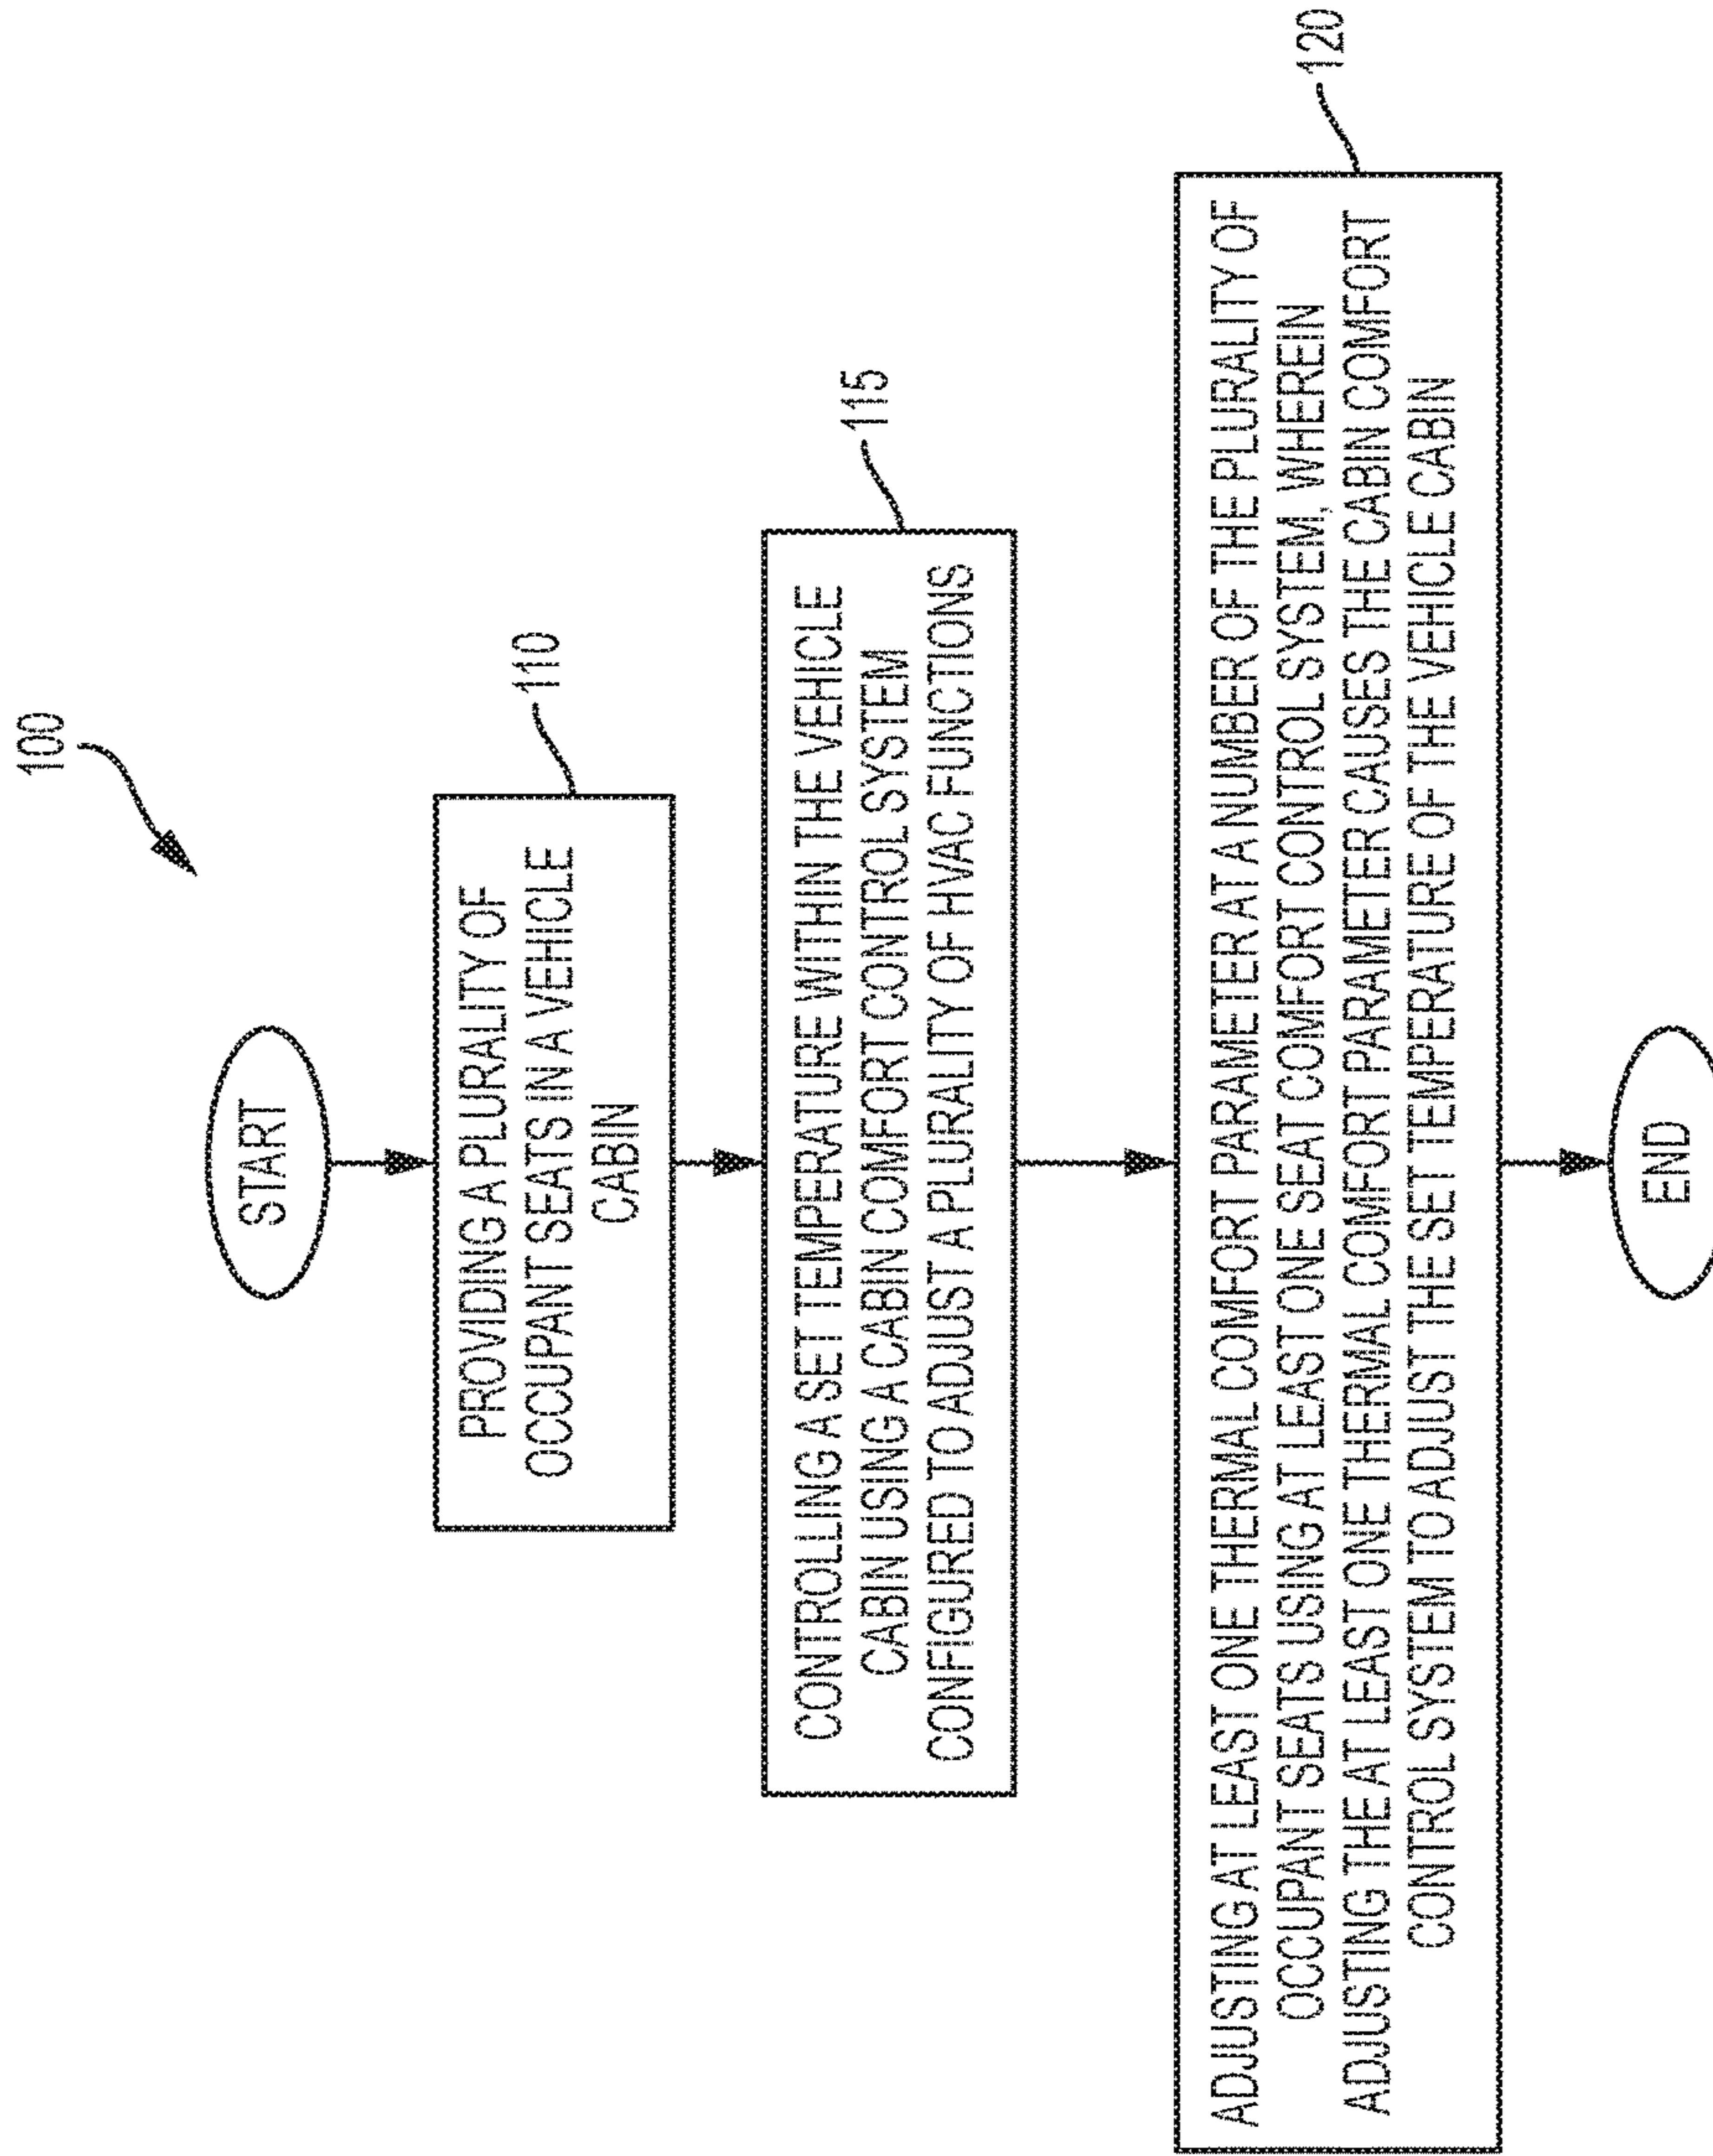 100
START
PROVIDING A PLURALITY OF
OCCUPANT SEATS IN A VEHICLE
CABIN
110
CONTROLLING A SET TEMPERATURE WITHIN THE VEHICLE
CABIN USING A CABIN COMFORT CONTROL SYSTEM
CONFIGURED TO ADJUST A PLURALITY OF HVAC FUNCTIONS
115
ADJUSTING AT LEAST ONE THERMAL COMFORT PARAMETER AT A NUMBER OF THE PLURALITY OF
OCCUPANT SEATS USING AT LEAST ONE SEAT COMFORT CONTROL SYSTEM, WHEREIN
ADJUSTING THE AT LEAST ONE THERMAL COMFORT PARAMETER CAUSES THE CABIN COMFORT
CONTROL SYSTEM TO ADJUST THE SET TEMPERATURE OF THE VEHICLE CABIN
120
END